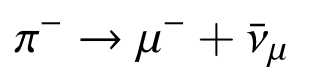 π⁻ → μ⁻ + ν̄_μ